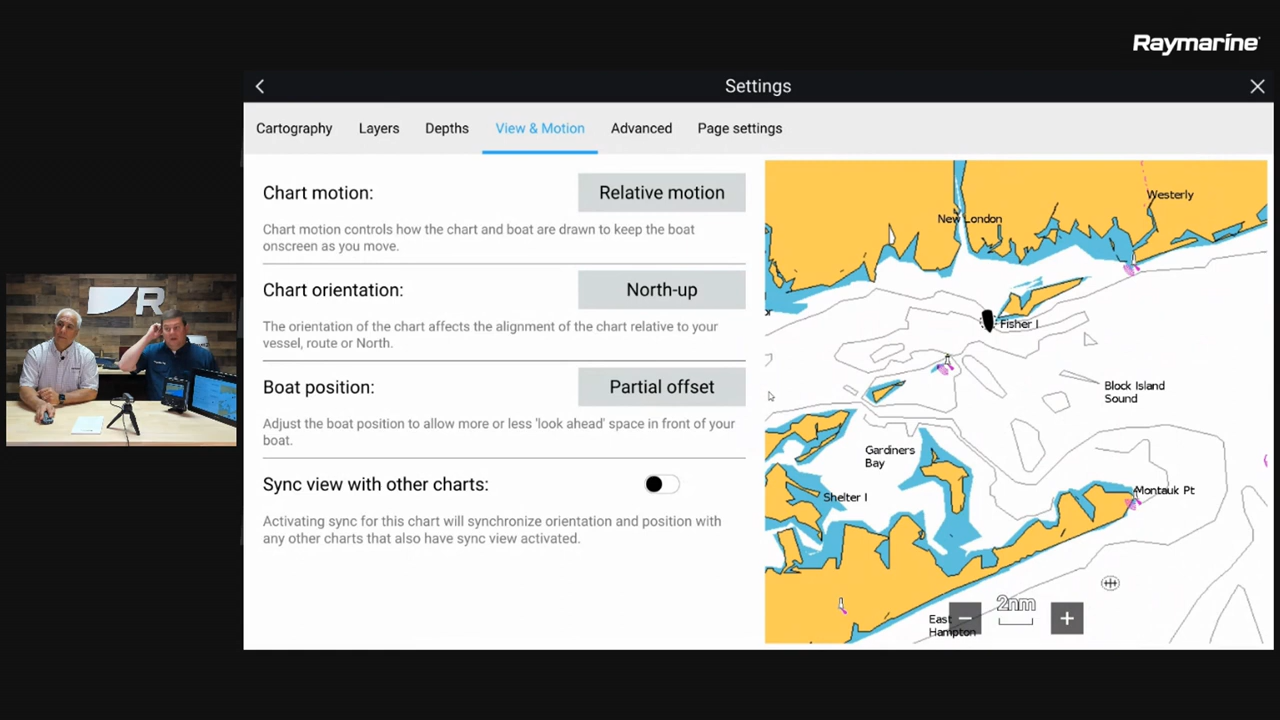 Raymarine
Settings
Cartography Layers Depths View & Motion Advanced Page settings
Chart motion: Relative motion
Chart motion controls how the chart and boat are drawn to keep the boat
onscreen as you move.
Chart orientation: North-up
The orientation of the chart affects the alignment of the chart relative to your
vessel, route or North.
Boat position: Partial offset
Adjust the boat position to allow more or less 'look ahead' space in front of your
boat.
Sync view with other charts:
Activating sync for this chart will synchronize orientation and position with
any other charts that also have sync view activated.
Westerly
New London
Fisher I
Block Island
Sound
Gardiners
Bay
Shelter I
Montauk Pt
2nm
East
Hampton
R